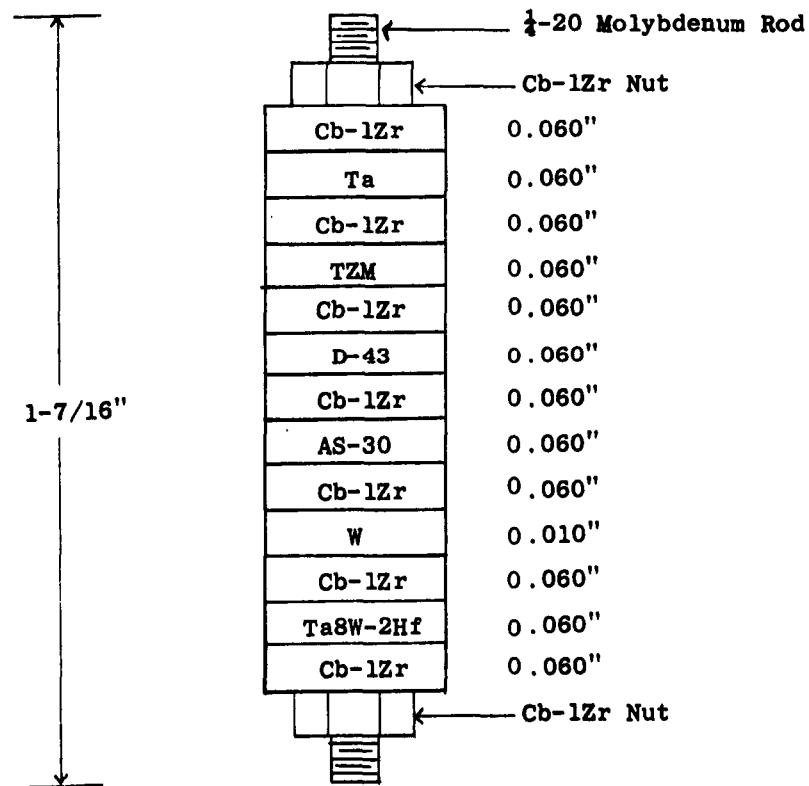 ¼-20 Molybdenum Rod
Cb-1Zr Nut
Cb-1Zr 0.060"
Ta 0.060"
Cb-1Zr 0.060"
TZM 0.060"
Cb-1Zr 0.060"
D-43 0.060"
Cb-1Zr 0.060"
1-7/16"
AS-30 0.060"
Cb-1Zr 0.060"
W 0.010"
Cb-1Zr 0.060"
Ta8W-2Hf 0.060"
Cb-1Zr 0.060"
Cb-1Zr Nut